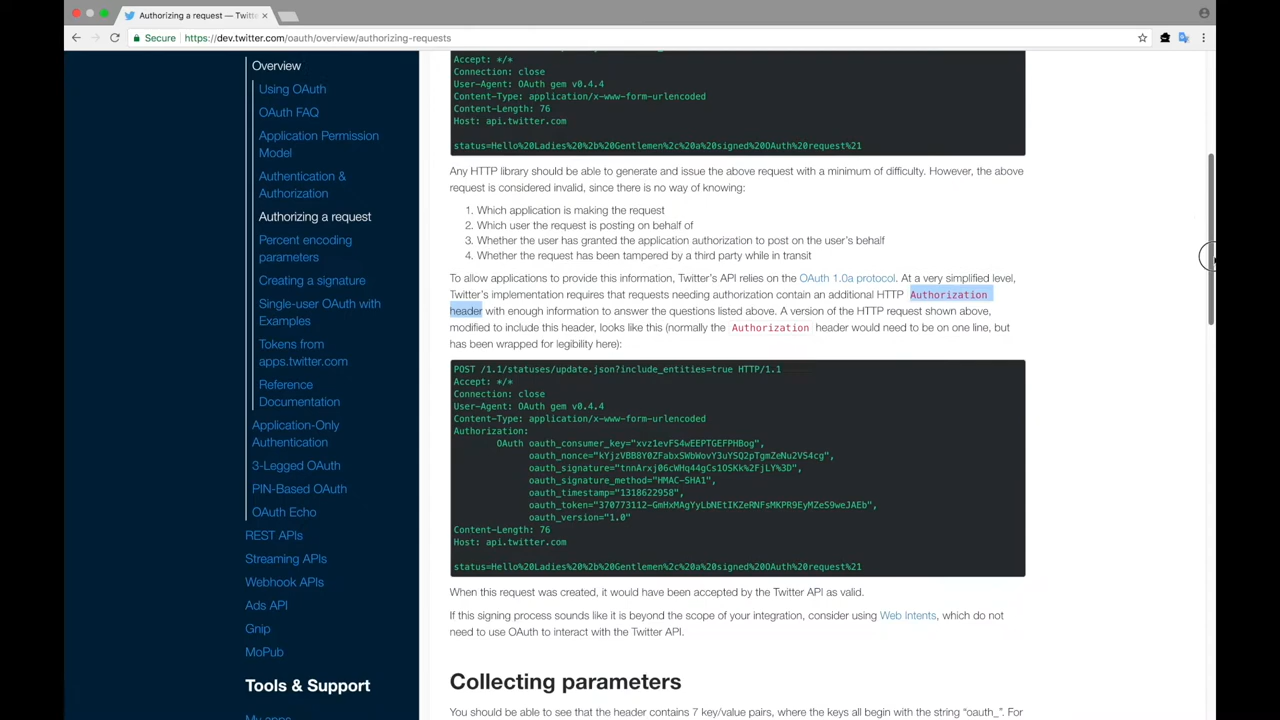 Authorizing a request — Twitte
Secure https://dev.twitter.com/oauth/overview/authorizing-requests
Overview
Using OAuth
OAuth FAQ
Application Permission
Model
Authentication &
Authorization
Authorizing a request
Percent encoding
parameters
Creating a signature
Single-user OAuth with
Examples
Tokens from
apps.twitter.com
Reference
Documentation
Application-Only
Authentication
3-Legged OAuth
PIN-Based OAuth
OAuth Echo
REST APIs
Streaming APIs
Webhook APIs
Ads API
Gnip
MoPub
Tools & Support
My apps
Accept: */*
Connection: close
User-Agent: OAuth gem v0.4.4
Content-Type: application/x-www-form-urlencoded
Content-Length: 76
Host: api.twitter.com
status=Hello%20Ladies%20%2b%20Gentlemen%2c%20a%20signed%20OAuth%20request%21
Any HTTP library should be able to generate and issue the above request with a minimum of difficulty. However, the above
request is considered invalid, since there is no way of knowing:
1. Which application is making the request
2. Which user the request is posting on behalf of
3. Whether the user has granted the application authorization to post on the user's behalf
4. Whether the request has been tampered by a third party while in transit
To allow applications to provide this information, Twitter's API relies on the OAuth 1.0a protocol. At a very simplified level,
Twitter's implementation requires that requests needing authorization contain an additional HTTP Authorization
header with enough information to answer the questions listed above. A version of the HTTP request shown above,
modified to include this header, looks like this (normally the Authorization header would need to be on one line, but
has been wrapped for legibility here):
POST /1.1/statuses/update.json?include_entities=true HTTP/1.1
Accept: */*
Connection: close
User-Agent: OAuth gem v0.4.4
Content-Type: application/x-www-form-urlencoded
Authorization:
OAuth oauth_consumer_key="xvz1evFS4wEEPTGEFPHBog",
oauth_nonce="kYjzVBB8Y0ZFabxSWbWovY3uYSQ2pTgmZeNu2VS4cg",
oauth_signature="tnnArxj06cWHq44gCs1OSKk%2FjLY%3D",
oauth_signature_method="HMAC-SHA1",
oauth_timestamp="1318622958",
oauth_token="370773112-GmHxMAgYyLbNEtIKZeRNFsMKPR9EyMZeS9weJAEb",
oauth_version="1.0"
Content-Length: 76
Host: api.twitter.com
status=Hello%20Ladies%20%2b%20Gentlemen%2c%20a%20signed%20OAuth%20request%21
When this request was created, it would have been accepted by the Twitter API as valid.
If this signing process sounds like it is beyond the scope of your integration, consider using Web Intents, which do not
need to use OAuth to interact with the Twitter API.
Collecting parameters
You should be able to see that the header contains 7 key/value pairs, where the keys all begin with the string "oauth_". For